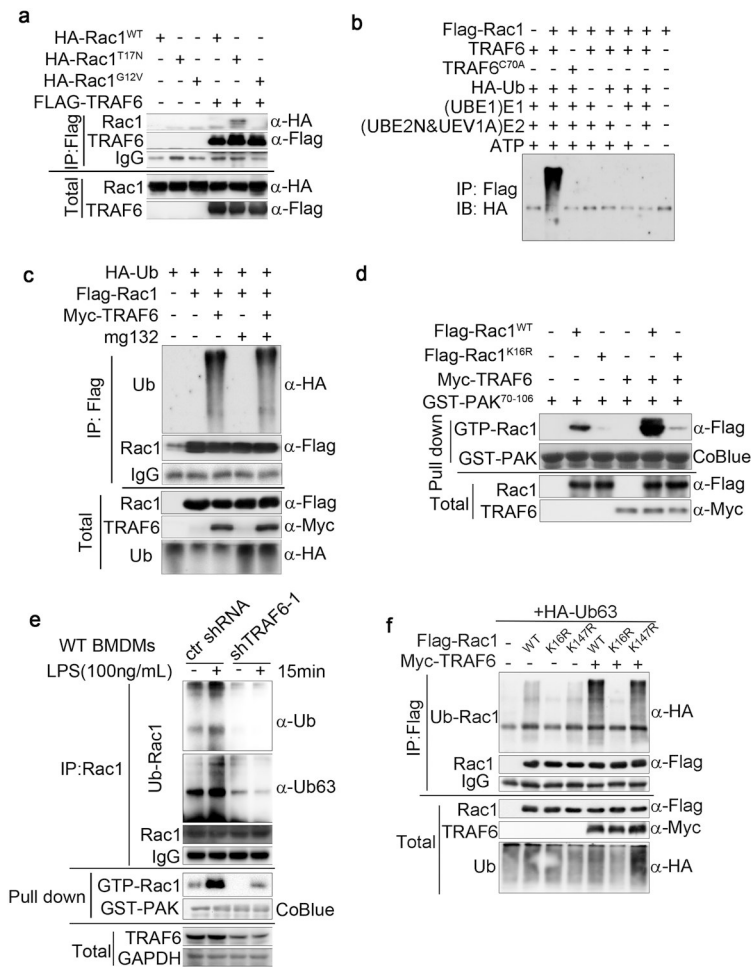 a
HA-Rac1WT + - - + - -
HA-Rac1T17N - + - - + -
HA-Rac1G12V - - + - - +
FLAG-TRAF6 - - - + + +
IP:Flag
Rac1 α-HA
TRAF6 α-Flag
IgG
Total
Rac1 α-HA
TRAF6 α-Flag
b
Flag-Rac1 - + + + + + + -
TRAF6
TRAF6C70A
HA-Ub
(UBE1)E1
(UBE2N&UEV1A)E2
ATP
IP: Flag
IB: HA
c
HA-Ub + + + + +
Flag-Rac1 - + + + +
Myc-TRAF6 - - + - +
mg132 - - - + +
IP: Flag
Ub α-HA
Rac1 α-Flag
IgG
Total
Rac1 α-Flag
TRAF6 α-Myc
Ub α-HA
d
Flag-Rac1WT - + - - + -
Flag-Rac1K16R - - + - - +
Myc-TRAF6 - - - + + +
GST-PAK70-106 + + + + + +
Pull down
GTP-Rac1 α-Flag
GST-PAK CoBlue
Total
Rac1 α-Flag
TRAF6 α-Myc
e
WT BMDMs ctr shRNA shTRAF6-1
LPS(100ng/mL) - + - + 15min
IP:Rac1
Ub-Rac1
α-Ub
α-Ub63
Rac1
IgG
Pull down
GTP-Rac1
GST-PAK CoBlue
Total
TRAF6
GAPDH
f
+HA-Ub63
Flag-Rac1 - WT K16R K147R WT K16R K147R
Myc-TRAF6 - - - - + + +
IP:Flag
Ub-Rac1 α-HA
Rac1 α-Flag
IgG
Total
Rac1 α-Flag
TRAF6 α-Myc
Ub α-HA